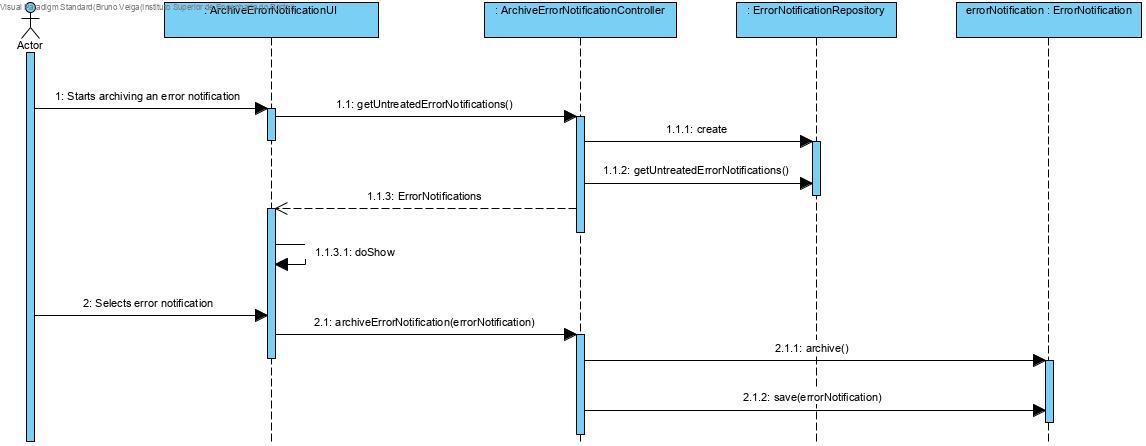 Visual Paradigm Standard(Bruno Veiga(Instituto Superior de
: ArchiveErrorNotificationUI
: ArchiveErrorNotificationController
: ErrorNotificationRepository
errorNotification : ErrorNotification
Actor
1: Starts archiving an error notification
1.1: getUntreatedErrorNotifications()
1.1.1: create
1.1.2: getUntreatedErrorNotifications()
1.1.3: ErrorNotifications
1.1.3.1: doShow
2: Selects error notification
2.1: archiveErrorNotification(errorNotification)
2.1.1: archive()
2.1.2: save(errorNotification)